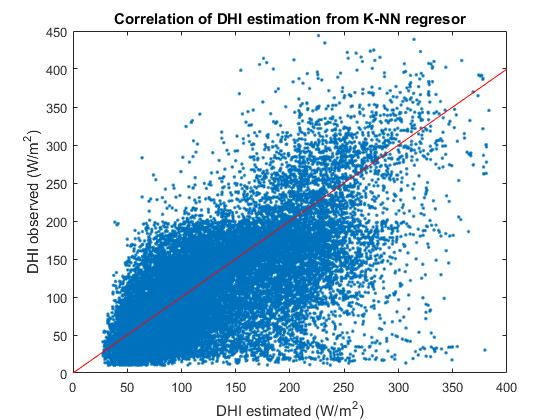 Correlation of DHI estimation from K-NN regresor
450
400
350
300
250
200
150
100
50
0
DHI observed (W/m²)
0 50 100 150 200 250 300 350 400
DHI estimated (W/m²)